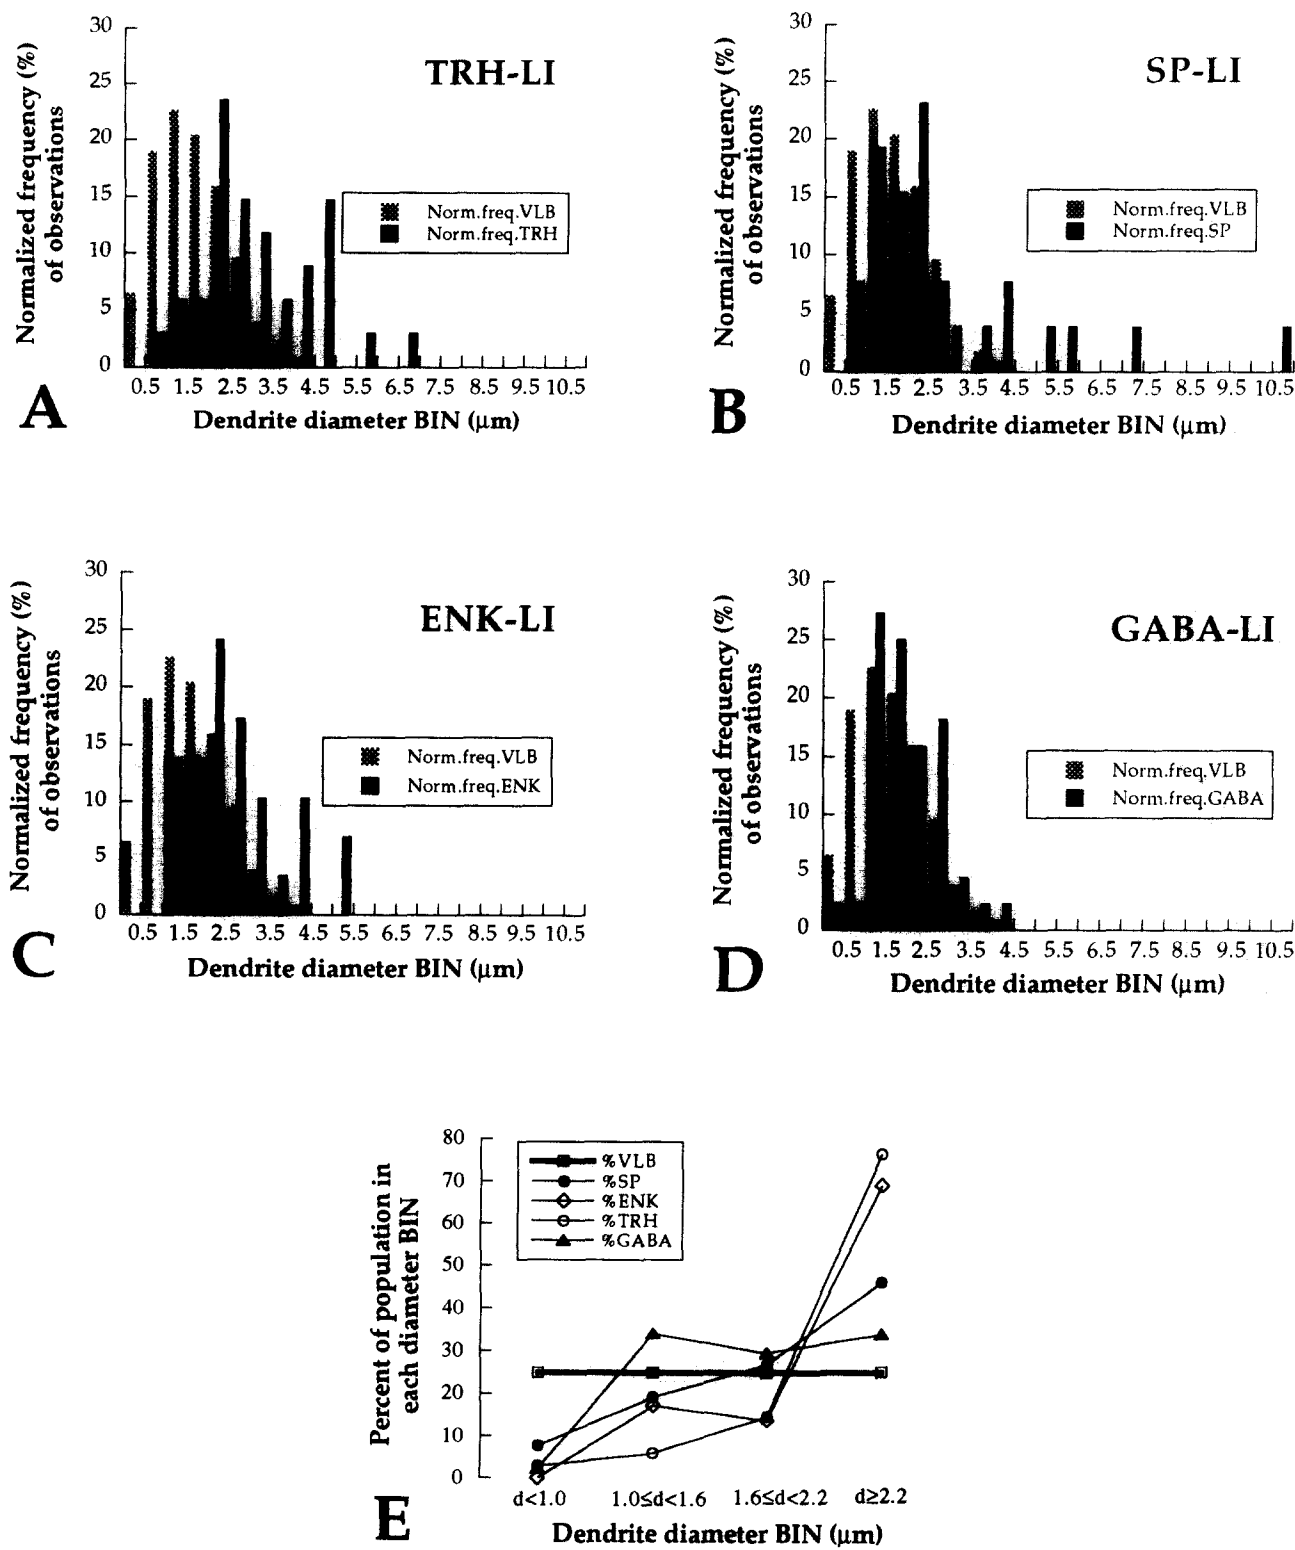 TRH-LI
Normalized frequency (%)
of observations
30
25
20
15
10
5
0
Norm.freq.VLB
Norm.freq.TRH
0.5 1.5 2.5 3.5 4.5 5.5 6.5 7.5 8.5 9.5 10.5
Dendrite diameter BIN (µm)
A
SP-LI
Normalized frequency (%)
of observations
30
25
20
15
10
5
0
Norm.freq.VLB
Norm.freq.SP
0.5 1.5 2.5 3.5 4.5 5.5 6.5 7.5 8.5 9.5 10.5
Dendrite diameter BIN (µm)
B
ENK-LI
Normalized frequency (%)
of observations
30
25
20
15
10
5
0
Norm.freq.VLB
Norm.freq.ENK
0.5 1.5 2.5 3.5 4.5 5.5 6.5 7.5 8.5 9.5 10.5
Dendrite diameter BIN (µm)
C
GABA-LI
Normalized frequency (%)
of observations
30
25
20
15
10
5
0
Norm.freq.VLB
Norm.freq.GABA
0.5 1.5 2.5 3.5 4.5 5.5 6.5 7.5 8.5 9.5 10.5
Dendrite diameter BIN (µm)
D
Percent of population in
each diameter BIN
80
70
60
50
40
30
20
10
0
%VLB
%SP
%ENK
%TRH
%GABA
d<1.0 1.0≤d<1.6 1.6≤d<2.2 d≥2.2
Dendrite diameter BIN (µm)
E